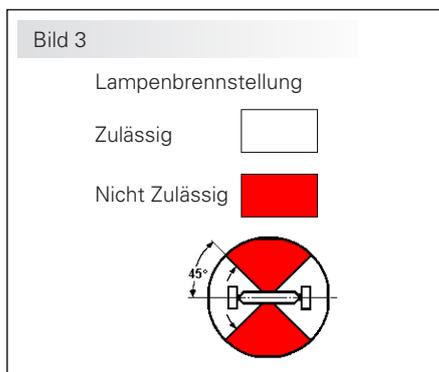 Bild 3
Lampenbrennstellung
Zulässig
Nicht Zulässig
45°